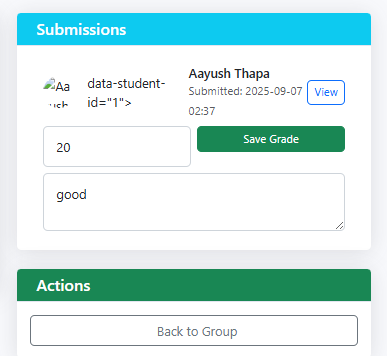 Submissions
Aa
yush
data-student-
id="1">
Aayush Thapa
Submitted: 2025-09-07
02:37
View
20
Save Grade
good
Actions
Back to Group